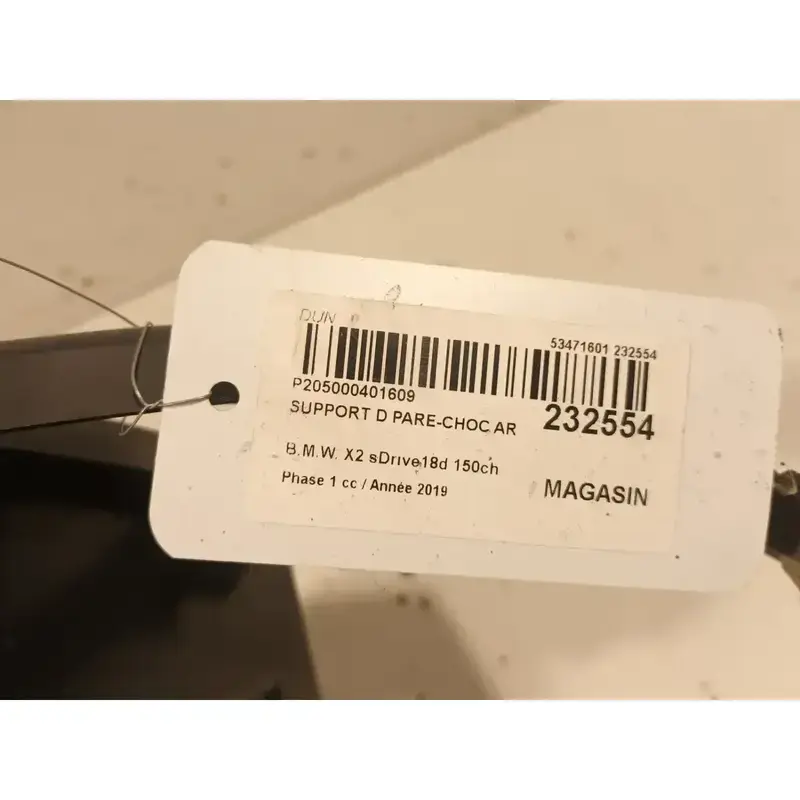 DUN
53471601 232554
P205000401609
SUPPORT D PARE-CHOC AR
232554
B.M.W. X2 sDrive18d 150ch
Phase 1 cc / Année 2019
MAGASIN